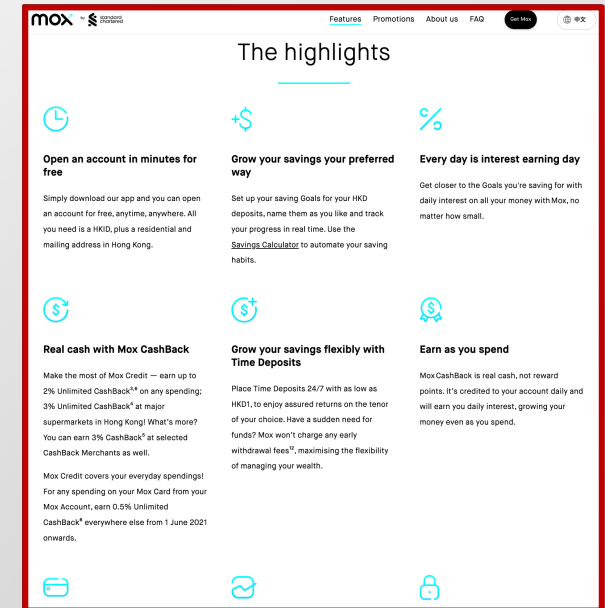 mox by standard chartered
Features Promotions About us FAQ Get Mox 中文
The highlights
Open an account in minutes for
free
Simply download our app and you can open
an account for free, anytime, anywhere. All
you need is a HKID, plus a residential and
mailing address in Hong Kong.
Grow your savings your preferred
way
Set up your saving Goals for your HKD
deposits, name them as you like and track
your progress in real time. Use the
Savings Calculator to automate your saving
habits.
Every day is interest earning day
Get closer to the Goals you're saving for with
daily interest on all your money with Mox, no
matter how small.
Real cash with Mox CashBack
Make the most of Mox Credit — earn up to
2% Unlimited CashBack³,⁶ on any spending;
3% Unlimited CashBack⁴ at major
supermarkets in Hong Kong! What's more?
You can earn 3% CashBack⁵ at selected
CashBack Merchants as well.
Mox Credit covers your everyday spendings!
For any spending on your Mox Card from your
Mox Account, earn 0.5% Unlimited
CashBack⁶ everywhere else from 1 June 2021
onwards.
Grow your savings flexibly with
Time Deposits
Place Time Deposits 24/7 with as low as
HKD1, to enjoy assured returns on the tenor
of your choice. Have a sudden need for
funds? Mox won't charge any early
withdrawal fees¹², maximising the flexibility
of managing your wealth.
Earn as you spend
Mox CashBack is real cash, not reward
points. It's credited to your account daily and
will earn you daily interest, growing your
money even as you spend.